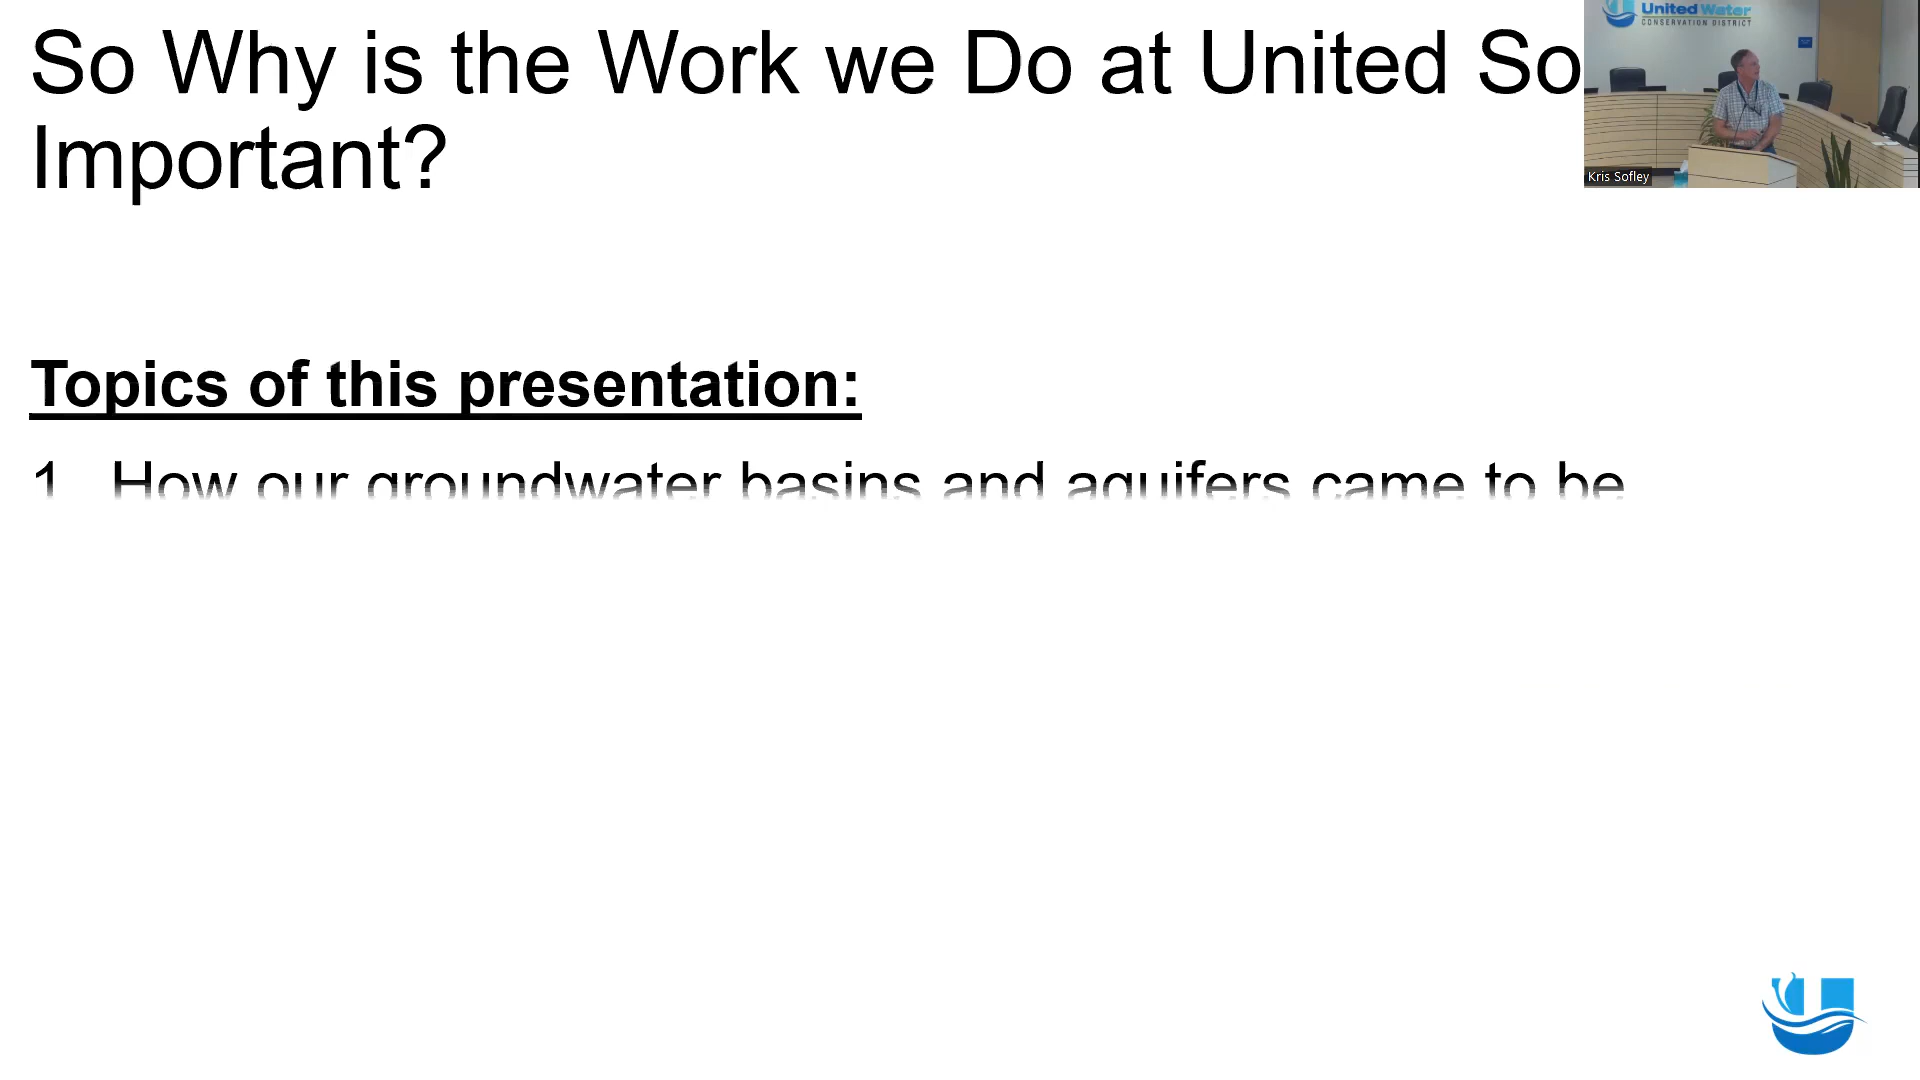 So Why is the Work we Do at United So
Important?
United Water
CONSERVATION DISTRICT
Kris Sofley
Topics of this presentation:
1. How our groundwater basins and aquifers came to be